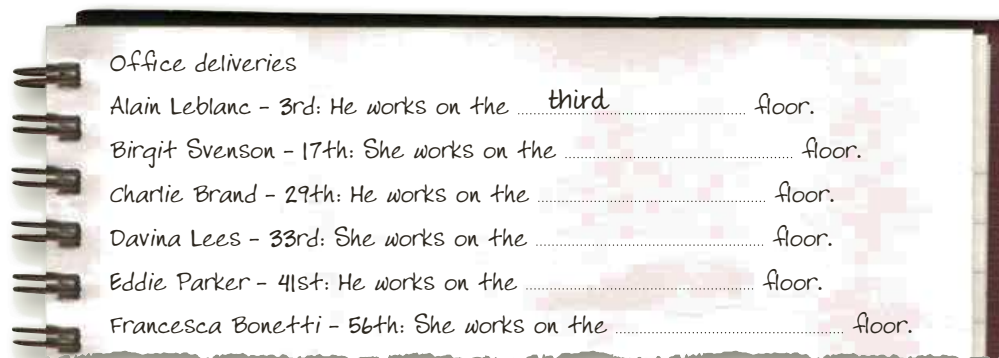 Office deliveries
Alain Leblanc - 3rd: He works on the third floor.
Birgit Svenson - 17th: She works on the floor.
Charlie Brand - 29th: He works on the floor.
Davina Lees - 33rd: She works on the floor.
Eddie Parker - 41st: He works on the floor.
Francesca Bonetti - 56th: She works on the floor.